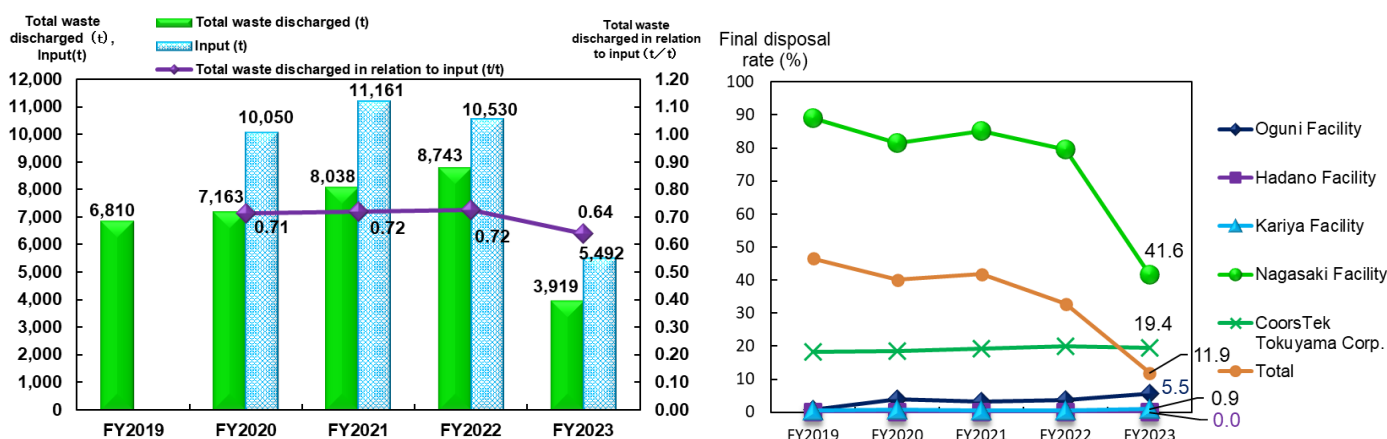 Total waste
discharged (t),
Input(t)
Total waste discharged (t)
Input (t)
Total waste discharged in relation to input (t/t)
Total waste
discharged in relation
to input (t/t)
12,000
11,000
10,000
9,000
8,000
7,000
6,000
5,000
4,000
3,000
2,000
1,000
0
6,810
7,163
10,050
0.71
8,038
11,161
0.72
8,743
10,530
0.72
3,919
0.64
5,492
1.20
1.10
1.00
0.90
0.80
0.70
0.60
0.50
0.40
0.30
0.20
0.10
0.00
FY2019
FY2020
FY2021
FY2022
FY2023
Final disposal
rate (%)
100
90
80
70
60
50
40
30
20
10
0
41.6
19.4
11.9
5.5
0.9
0.0
FY2019
FY2020
FY2021
FY2022
FY2023
Oguni Facility
Hadano Facility
Kariya Facility
Nagasaki Facility
CoorsTek
Tokuyama Corp.
Total